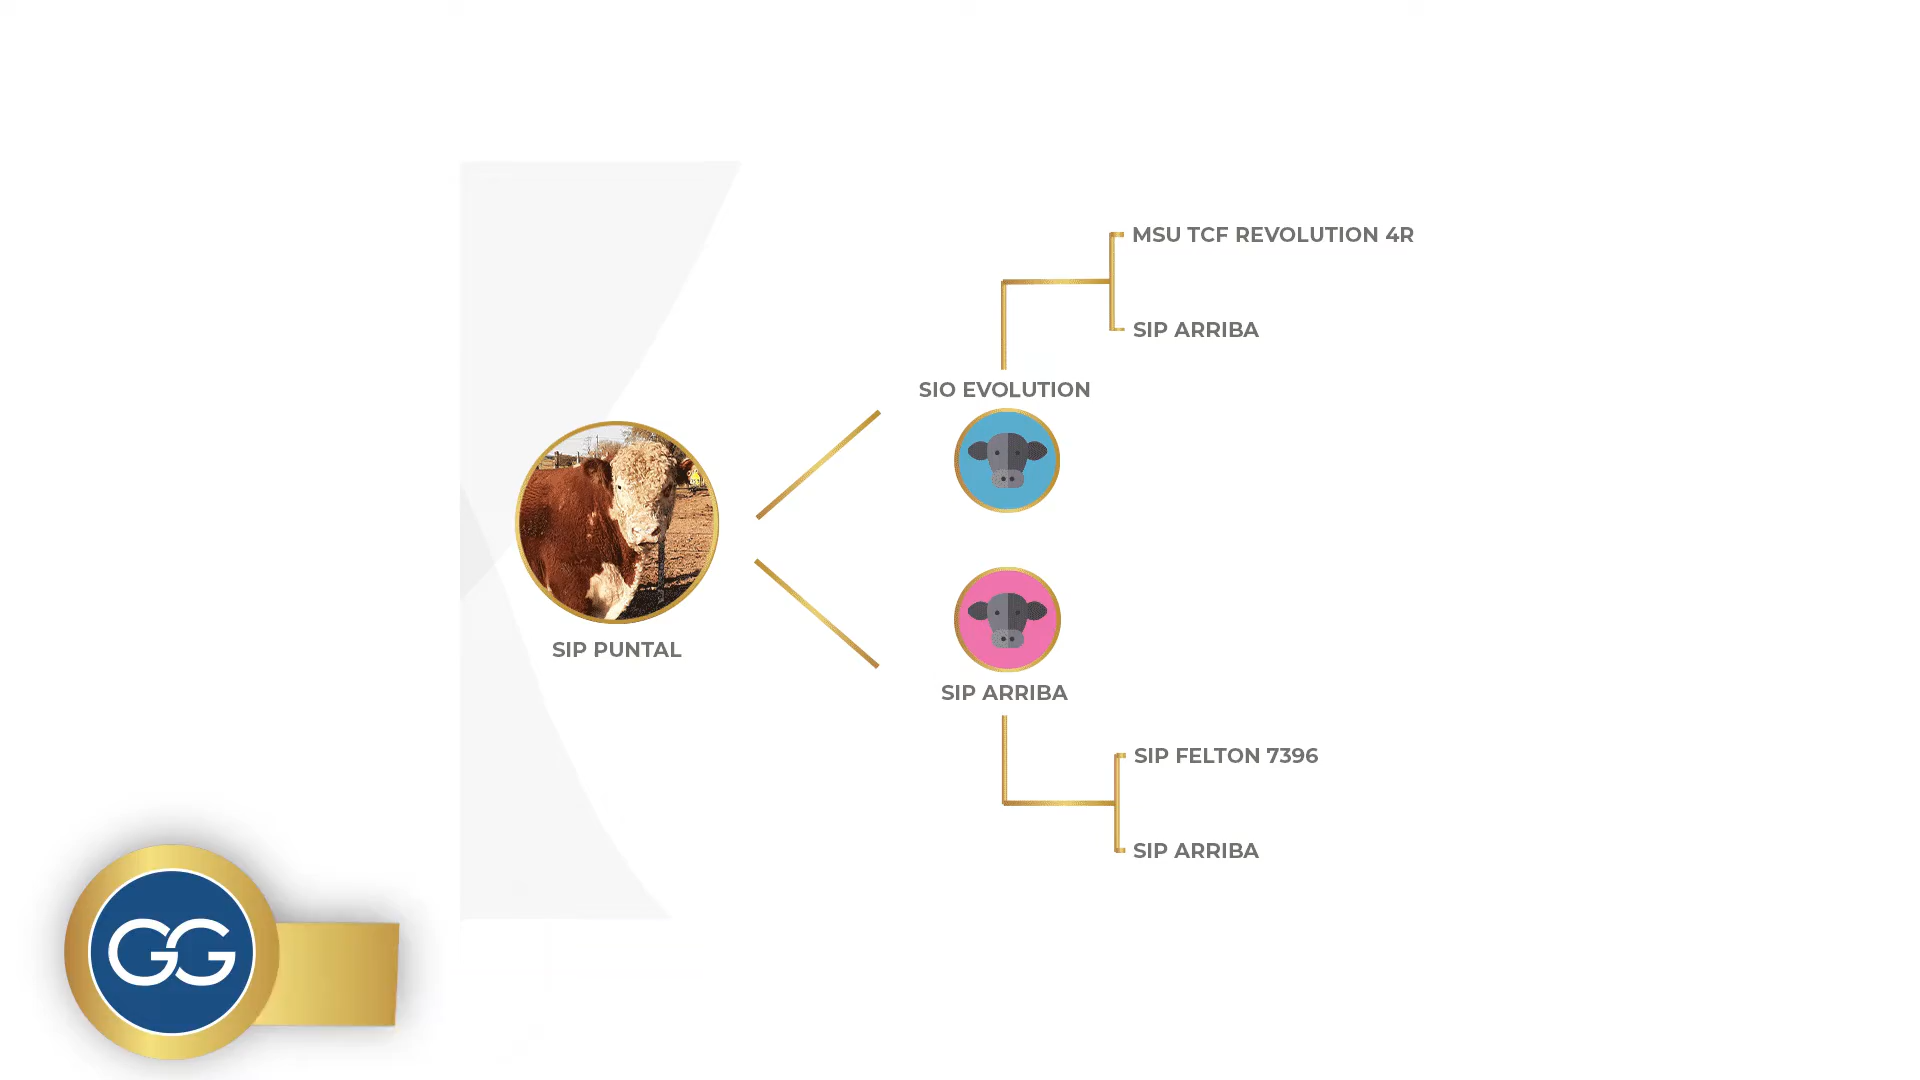 MSU TCF REVOLUTION 4R
SIP ARRIBA
SIO EVOLUTION
SIP PUNTAL
SIP ARRIBA
SIP FELTON 7396
SIP ARRIBA
GG